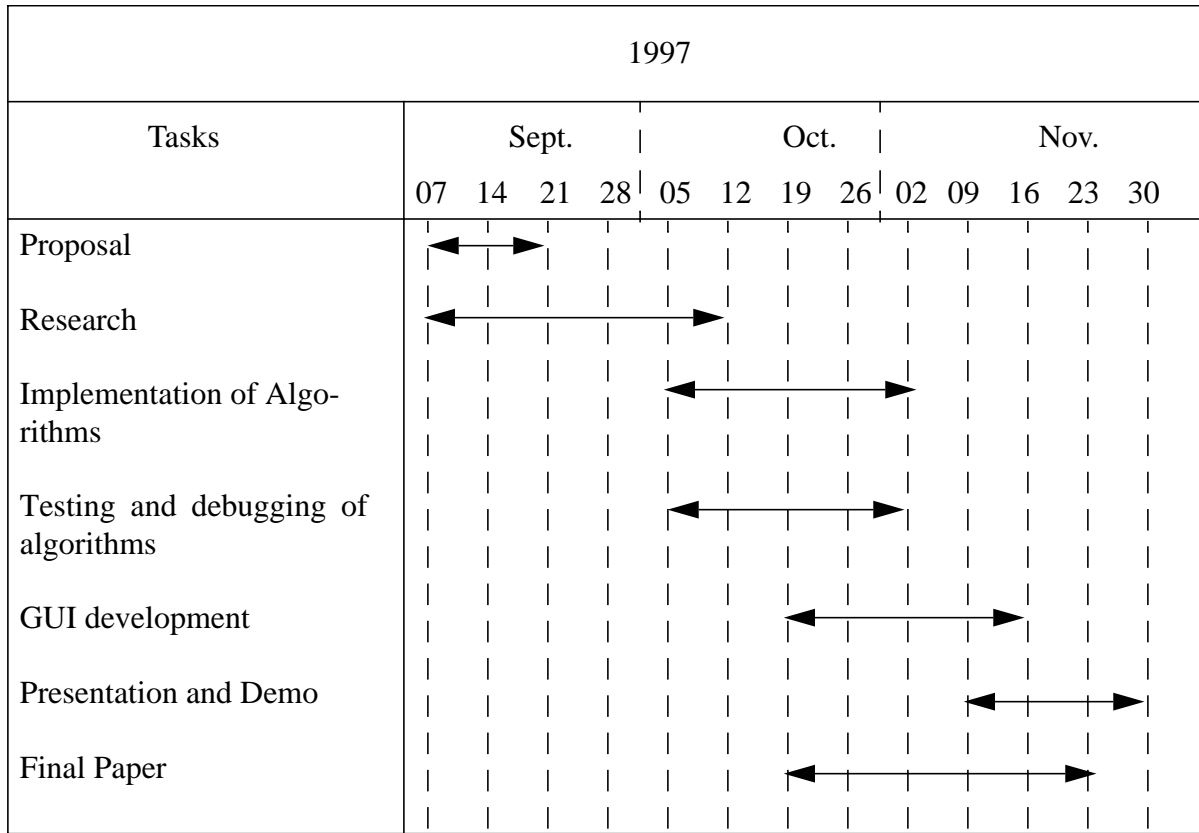 1997
Tasks Sept. Oct. Nov.
07 14 21 28 05 12 19 26 02 09 16 23 30
Proposal
Research
Implementation of Algo-
rithms
Testing and debugging of
algorithms
GUI development
Presentation and Demo
Final Paper